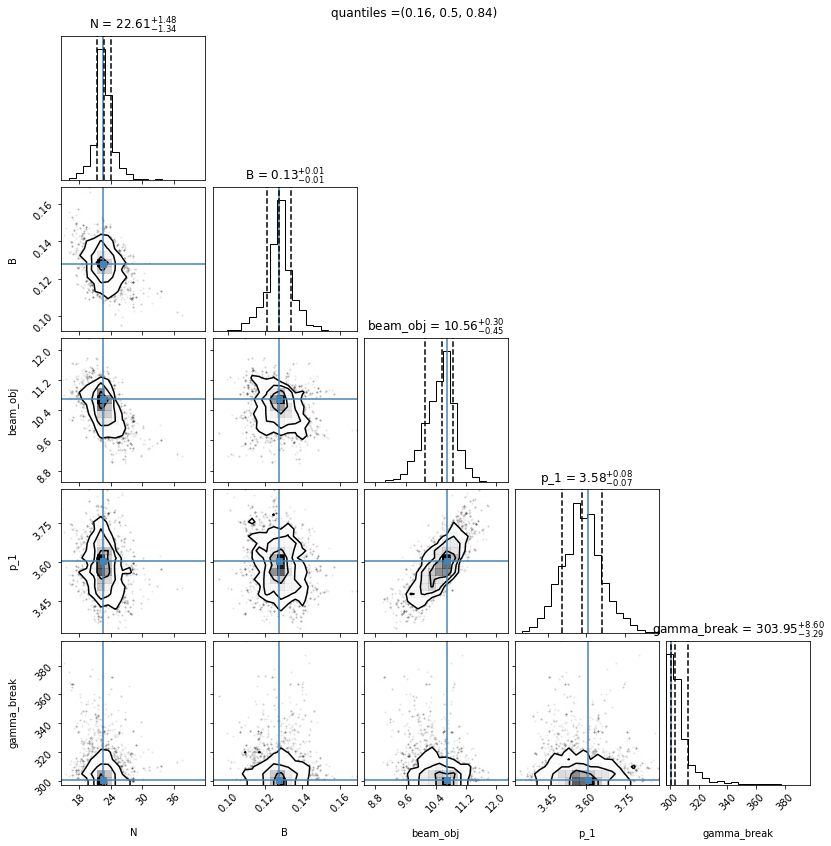 quantiles =(0.16, 0.5, 0.84)
N = 22.61+1.48−1.34
B = 0.13+0.01−0.01
0.16
0.14
0.12
0.10
B
beam_obj = 10.56+0.30−0.45
12.0
11.2
10.4
9.6
8.8
beam_obj
p_1 = 3.58+0.08−0.07
3.75
3.60
3.45
p_1
gamma_break = 303.95+8.60−3.29
380
360
340
320
300
gamma_break
18 24 30 36
0.10 0.12 0.14 0.16
8.8 9.6 10.4 11.2 12.0
3.45 3.60 3.75
300 320 340 360 380
N B beam_obj p_1 gamma_break